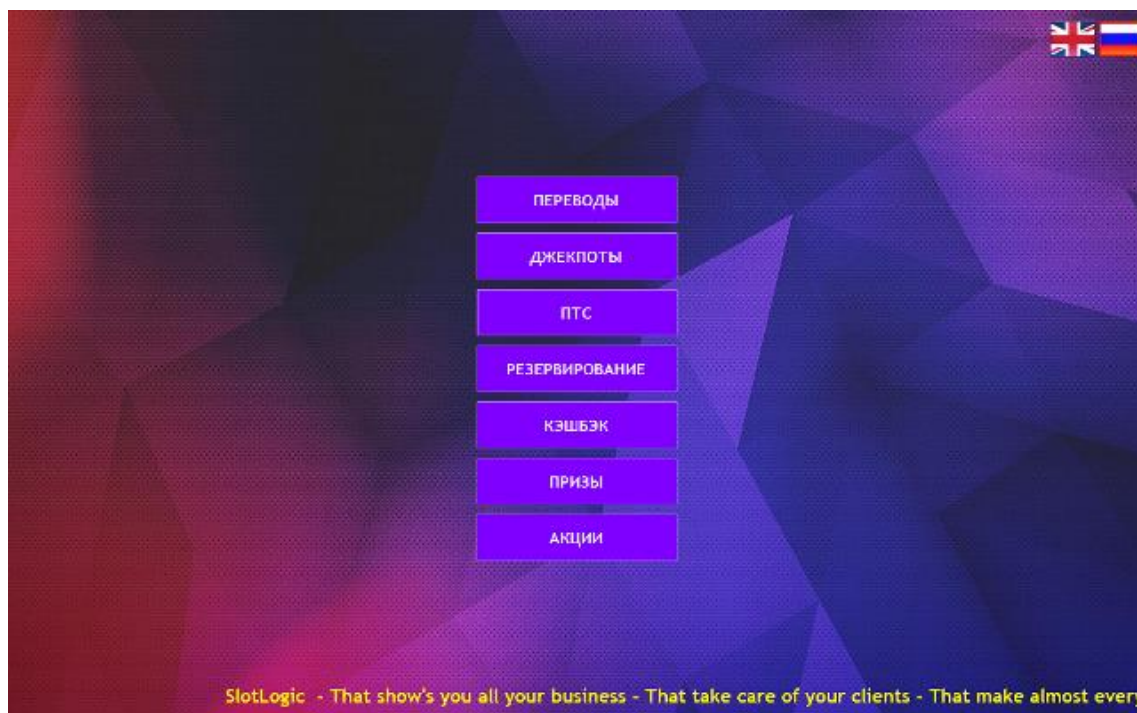 ПЕРЕВОДЫ
ДЖЕКПОТЫ
ПТС
РЕЗЕРВИРОВАНИЕ
КЭШБЭК
ПРИЗЫ
АКЦИИ
SlotLogic - That show's you all your business - That take care of your clients - That make almost every